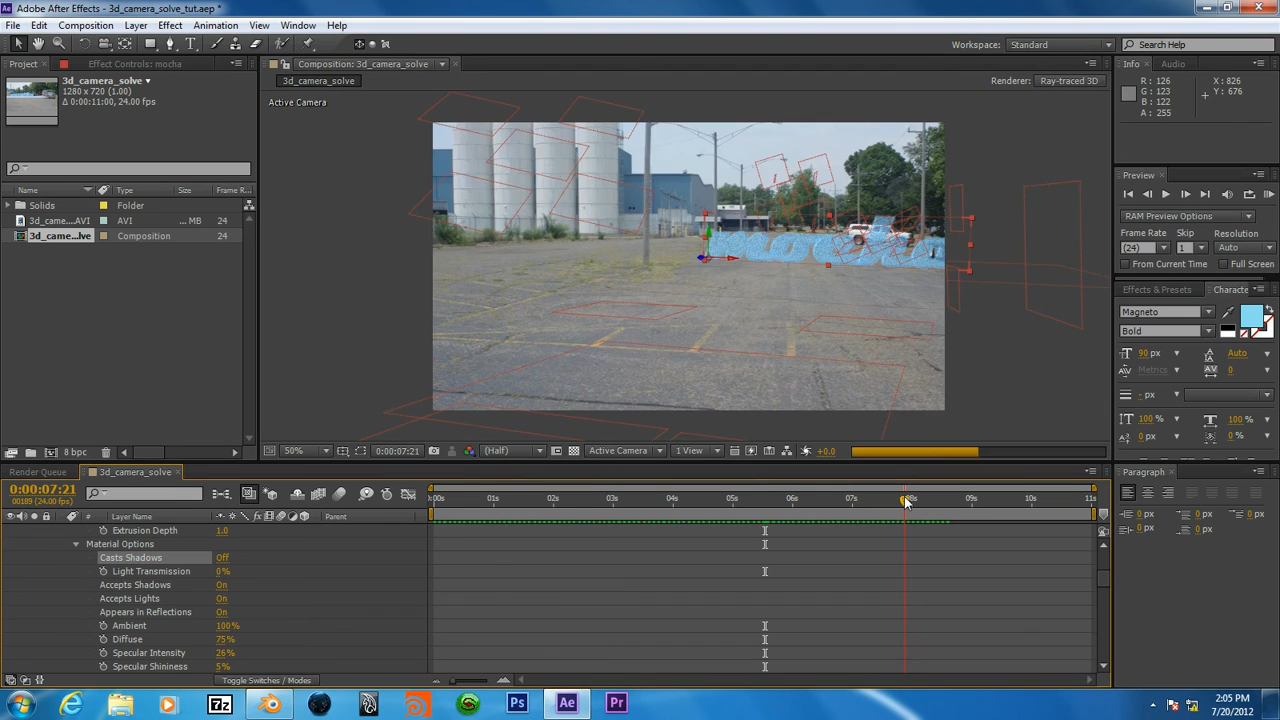 Adobe After Effects - 3d_camera_solve_tut.aep *
File Edit Composition Layer Effect Animation View Window Help
Workspace: Standard Search Help
Project Effect Controls: mocha
Composition: 3d_camera_solve
Info Audio
3d_camera_solve
1280 x 720 (1.00)
Δ 0:00:11:00, 24.00 fps
3d_camera_solve
Renderer: Ray-traced 3D
Active Camera
R : 126
G : 123
B : 122
A : 255
X : 826
Y : 676
Preview
RAM Preview Options
Frame Rate Skip Resolution
(24) 1 Auto
From Current Time Full Screen
Effects & Presets Characte
Magneto
Bold
90 px Auto
Metrics 0
- px
100 % 100 %
0 px 0 %
Name Type Size Frame R
Solids Folder
3d_came....AVI AVI ... MB 24
3d_came...lve Composition 24
8 bpc
50% 0:00:07:21 (Half) Active Camera 1 View +0.0
Render Queue 3d_camera_solve
Paragraph
0:00:07:21
00189 (24.00 fps)
:00s 01s 02s 03s 04s 05s 06s 07s 08s 09s 10s 11s
# Layer Name Parent
Extrusion Depth 1.0
Material Options
Casts Shadows Off
Light Transmission 0%
Accepts Shadows On
Accepts Lights On
Appears in Reflections On
Ambient 100%
Diffuse 75%
Specular Intensity 26%
Specular Shininess 5%
0 px 0 px 0 px
0 px 0 px
Toggle Switches / Modes
7z Ps Ae Pr
2:05 PM
7/20/2012